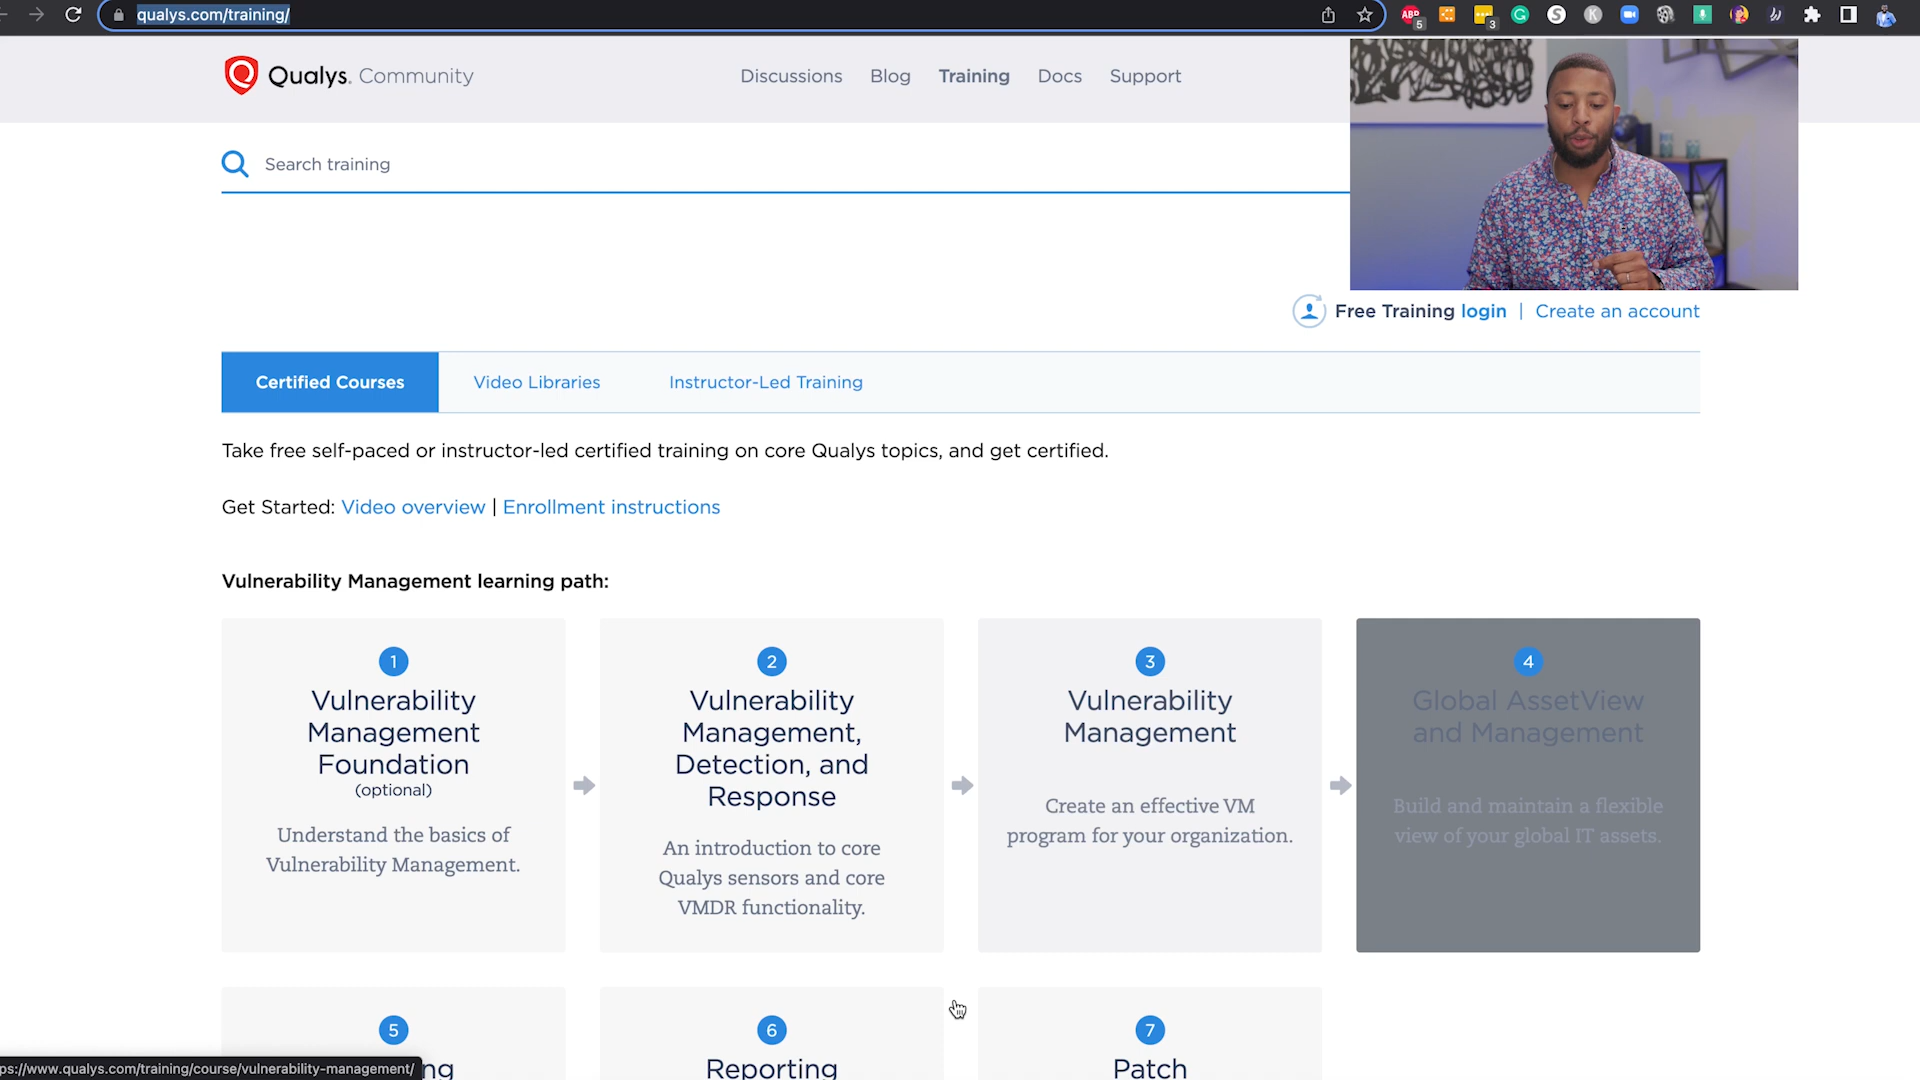 qualys.com/training/
ABP
5
3
G
S
K
Qualys. Community
Discussions
Blog
Training
Docs
Support
Search training
Free Training login | Create an account
Certified Courses
Video Libraries
Instructor-Led Training
Take free self-paced or instructor-led certified training on core Qualys topics, and get certified.
Get Started: Video overview | Enrollment instructions
Vulnerability Management learning path:
1
Vulnerability
Management
Foundation
(optional)
Understand the basics of
Vulnerability Management.
2
Vulnerability
Management,
Detection, and
Response
An introduction to core
Qualys sensors and core
VMDR functionality.
3
Vulnerability
Management
Create an effective VM
program for your organization.
4
Global AssetView
and Management
Build and maintain a flexible
view of your global IT assets.
5
ng
6
Reporting
7
Patch
ps://www.qualys.com/training/course/vulnerability-management/